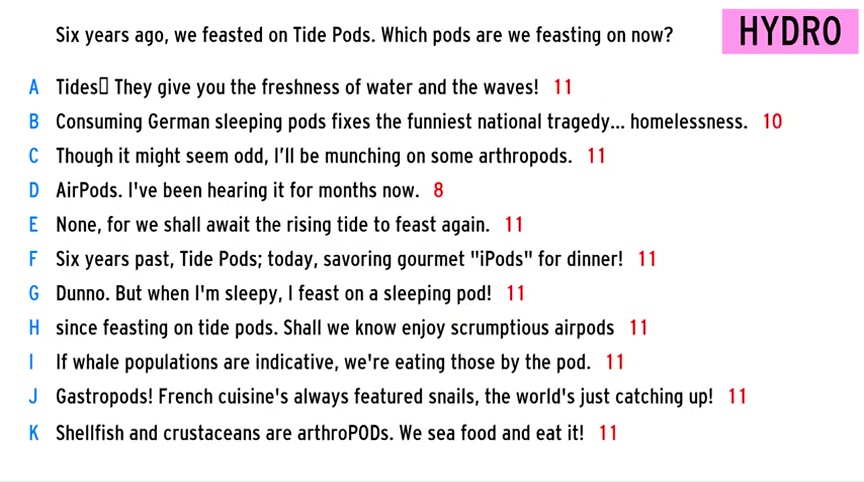 Six years ago, we feasted on Tide Pods. Which pods are we feasting on now?
HYDRO
A Tides▯ They give you the freshness of water and the waves! 11
B Consuming German sleeping pods fixes the funniest national tragedy... homelessness. 10
C Though it might seem odd, I'll be munching on some arthropods. 11
D AirPods. I've been hearing it for months now. 8
E None, for we shall await the rising tide to feast again. 11
F Six years past, Tide Pods; today, savoring gourmet "iPods" for dinner! 11
G Dunno. But when I'm sleepy, I feast on a sleeping pod! 11
H since feasting on tide pods. Shall we know enjoy scrumptious airpods 11
I If whale populations are indicative, we're eating those by the pod. 11
J Gastropods! French cuisine's always featured snails, the world's just catching up! 11
K Shellfish and crustaceans are arthroPODs. We sea food and eat it! 11